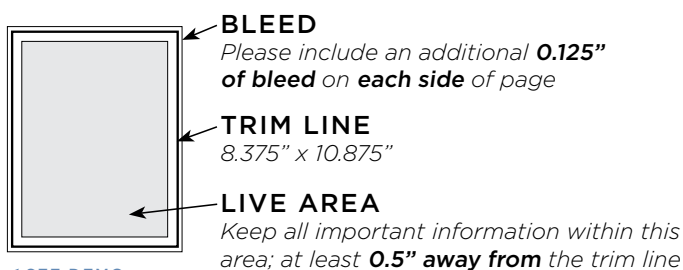 BLEED
Please include an additional 0.125”
of bleed on each side of page
TRIM LINE
8.375” x 10.875”
LIVE AREA
Keep all important information within this
area; at least 0.5” away from the trim line